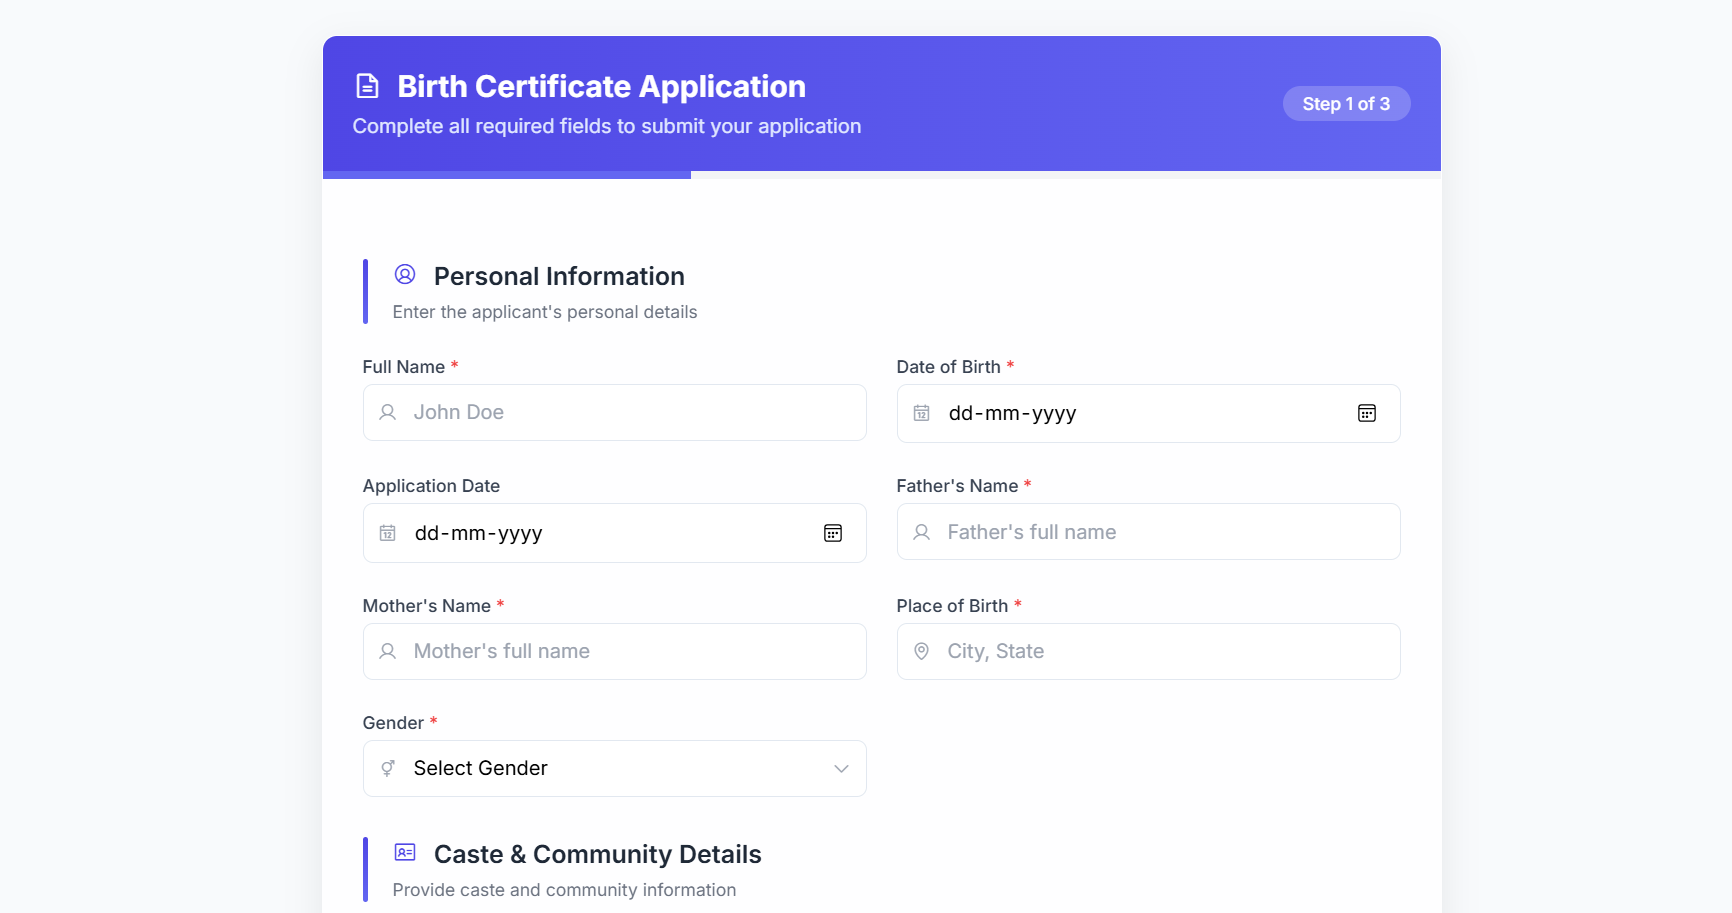 Birth Certificate Application
Complete all required fields to submit your application
Step 1 of 3
Personal Information
Enter the applicant's personal details
Full Name *
John Doe
Date of Birth *
12 dd-mm-yyyy
Application Date
12 dd-mm-yyyy
Father's Name *
Father's full name
Mother's Name *
Mother's full name
Place of Birth *
City, State
Gender *
Select Gender
Caste & Community Details
Provide caste and community information